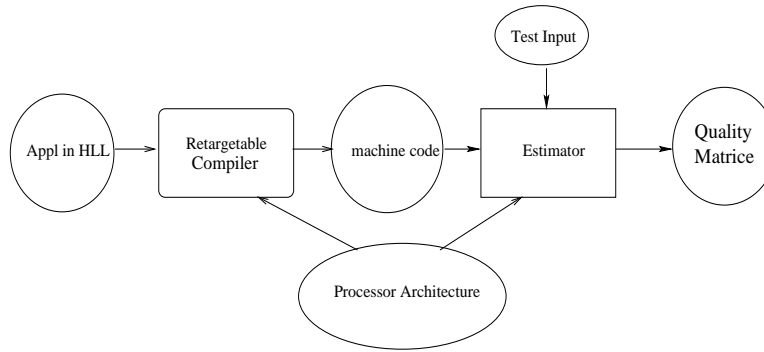 Test Input
Appl in HLL
Retargetable
Compiler
machine code
Estimator
Quality
Matrice
Processor Architecture